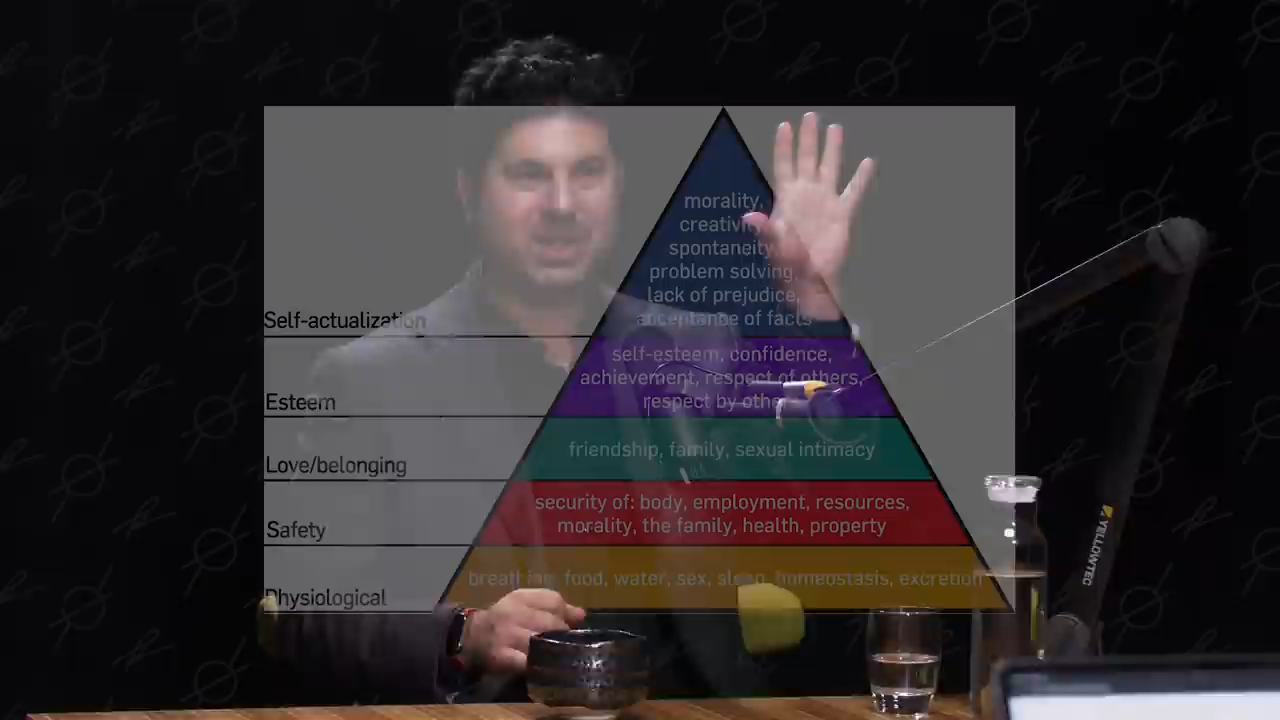 morality,
creativity,
spontaneity,
problem solving,
lack of prejudice,
Self-actualization
acceptance of facts
self-esteem, confidence,
achievement, respect of others,
Esteem
respect by others
Love/belonging
friendship, family, sexual intimacy
security of: body, employment, resources,
Safety
morality, the family, health, property
Physiological
breathing, food, water, sex, sleep, homeostasis, excretion
YELLOWTEC